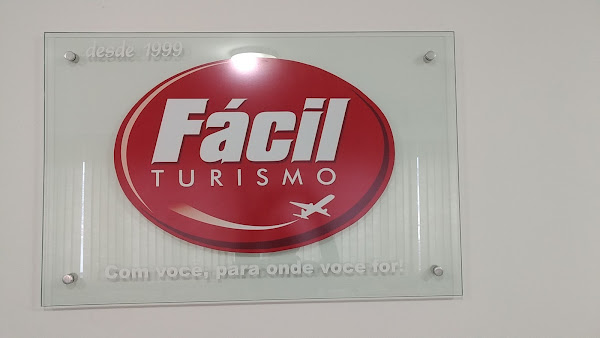 desde 1999
Fácil
TURISMO
Com você, para onde você for!